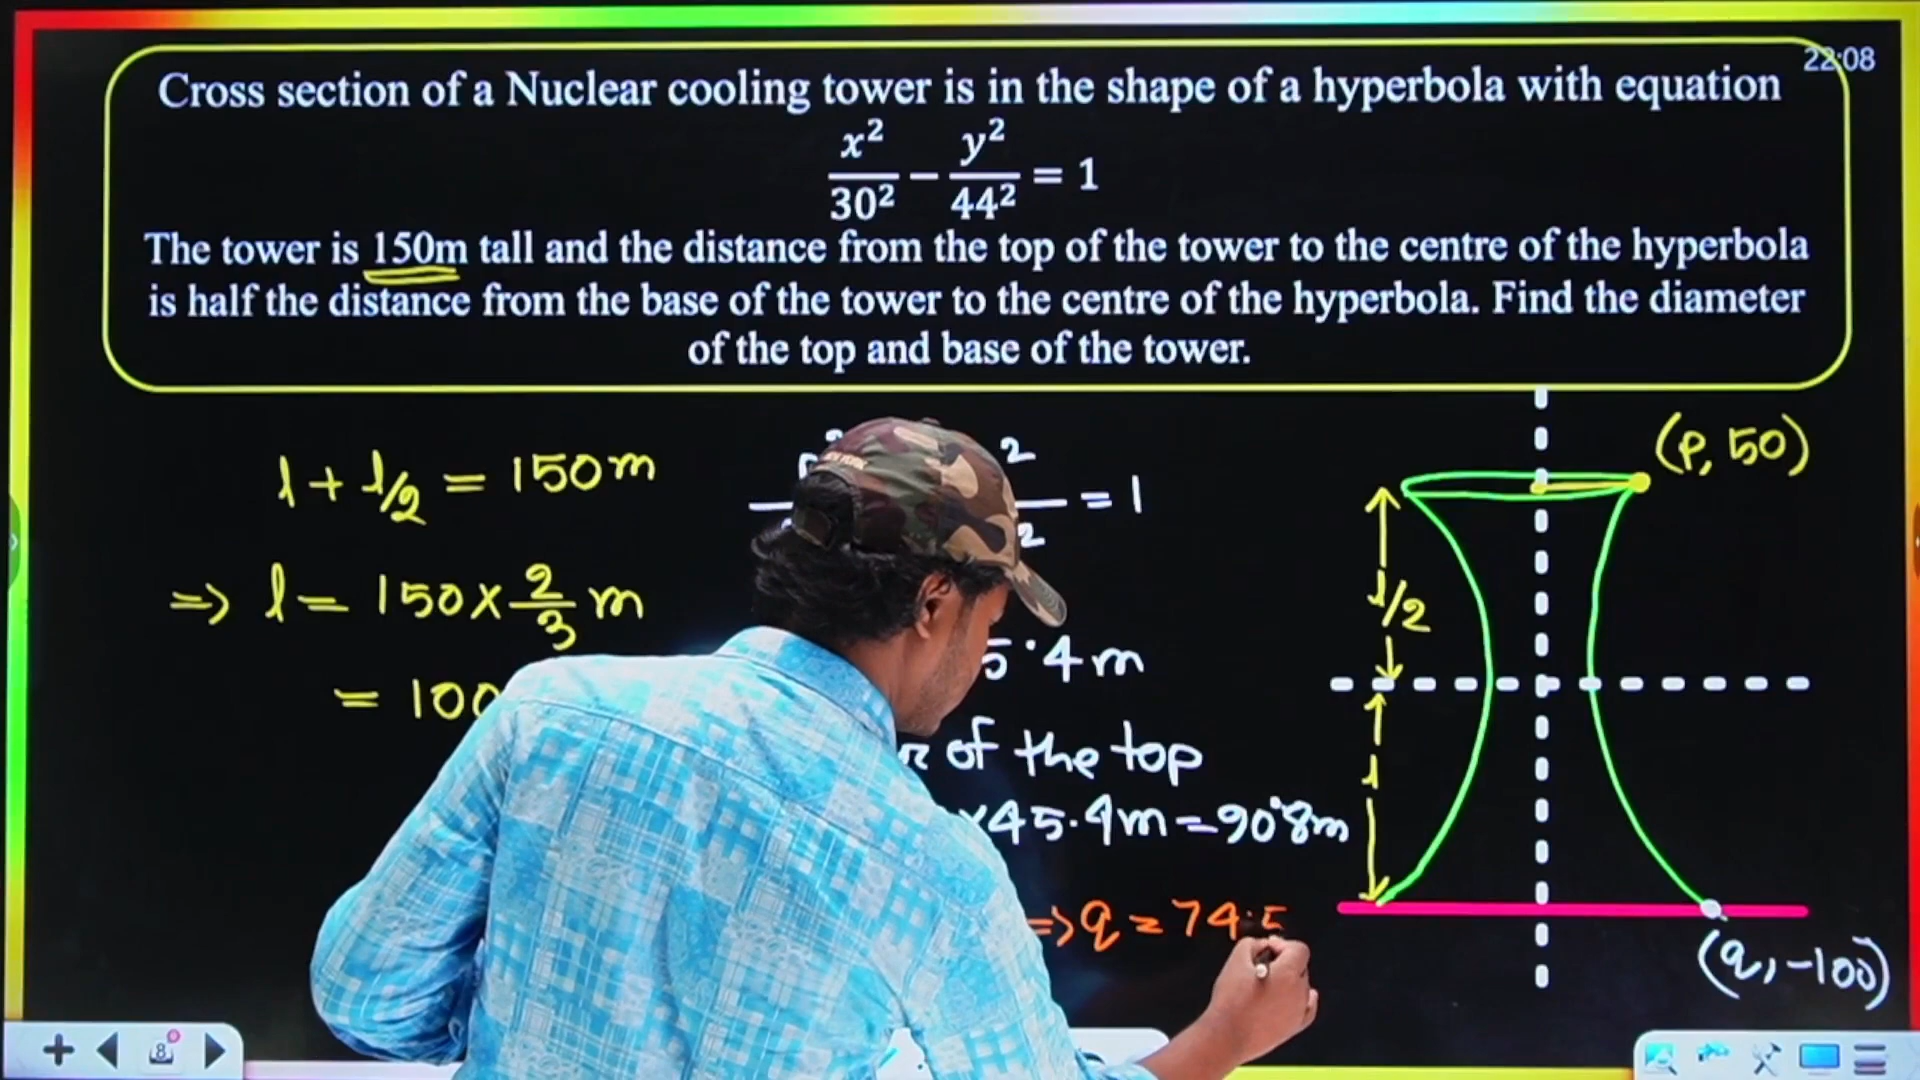 22:08
Cross section of a Nuclear cooling tower is in the shape of a hyperbola with equation
x²/30² − y²/44² = 1
The tower is 150m tall and the distance from the top of the tower to the centre of the hyperbola
is half the distance from the base of the tower to the centre of the hyperbola. Find the diameter
of the top and base of the tower.
l + l/2 = 150m
⇒ l = 150 × 2/3 m
= 100
= 1
5.4m
of the top
×45.4m = 90.8m
⇒ q = 74.5
(P, 50)
l/2
l
(q, -100)
8